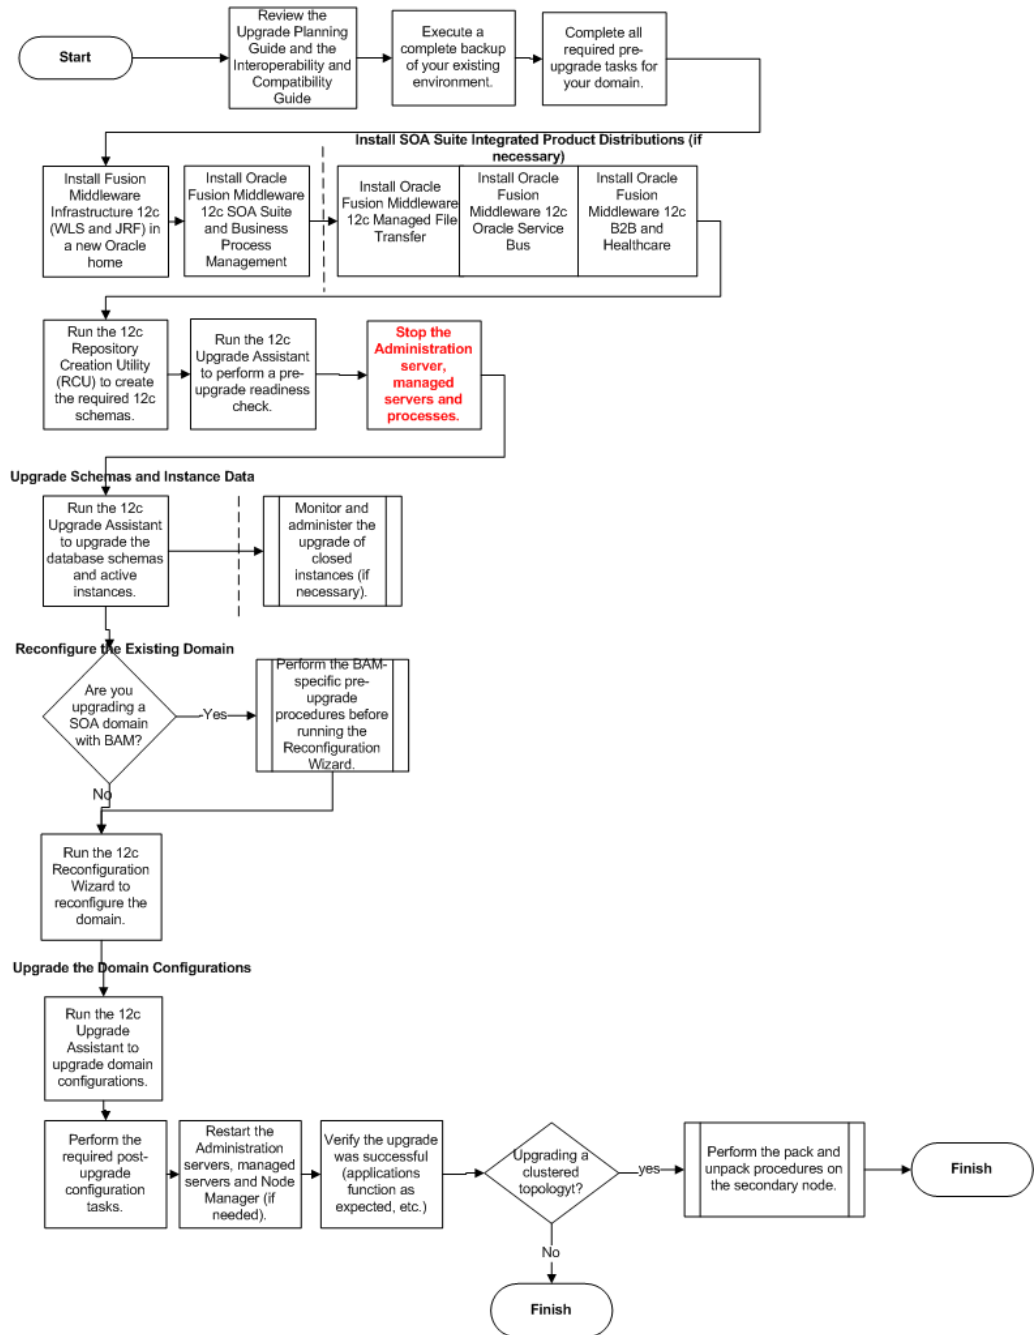 Start
Review the
Upgrade Planning
Guide and the
Interoperability and
Compatibility
Guide
Execute a
complete backup
of your existing
environment.
Complete all
required pre-
upgrade tasks for
your domain.
Install SOA Suite Integrated Product Distributions (if
necessary)
Install Fusion
Middleware
Infrastructure 12c
(WLS and JRF) in
a new Oracle
home
Install Oracle
Fusion Middleware
12c SOA Suite
and Business
Process
Management
Install Oracle
Fusion Middleware
12c Managed File
Transfer
Install Oracle
Fusion
Middleware 12c
Oracle Service
Bus
Install Oracle
Fusion
Middleware 12c
B2B and
Healthcare
Run the 12c
Repository
Creation Utility
(RCU) to create
the required 12c
schemas.
Run the 12c
Upgrade Assistant
to perform a pre-
upgrade readiness
check.
Stop the
Administration
server,
managed
servers and
processes.
Upgrade Schemas and Instance Data
Run the 12c
Upgrade Assistant
to upgrade the
database schemas
and active
instances.
Monitor and
administer the
upgrade of
closed
instances (if
necessary).
Reconfigure the Existing Domain
Are you
upgrading a
SOA domain
with BAM?
Yes
Perform the BAM-
specific pre-
upgrade
procedures before
running the
Reconfiguration
Wizard.
No
Run the 12c
Reconfiguration
Wizard to
reconfigure the
domain.
Upgrade the Domain Configurations
Run the 12c
Upgrade
Assistant to
upgrade domain
configurations.
Perform the
required post-
upgrade
configuration
tasks.
Restart the
Administration
servers, managed
servers and Node
Manager (if
needed).
Verify the upgrade
was successful
(applications
function as
expected, etc.)
Upgrading a
clustered
topologyt?
yes
Perform the pack and
unpack procedures on
the secondary node.
Finish
No
Finish